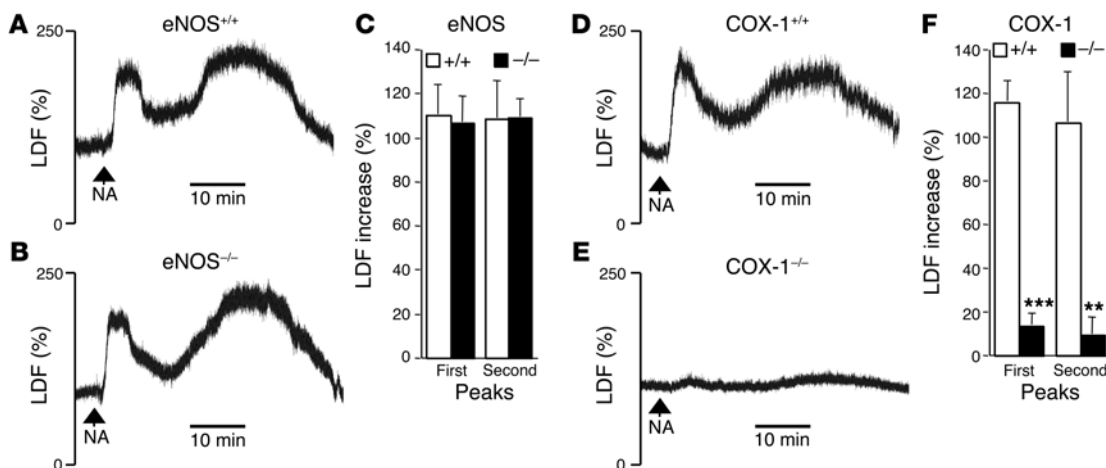 A
eNOS+/+
250
LDF (%)
0
NA
10 min
B
eNOS−/−
250
LDF (%)
0
NA
10 min
C
eNOS
140
120
100
80
60
40
20
0
LDF increase (%)
+/+ −/−
First Second
Peaks
D
COX-1+/+
250
LDF (%)
0
NA
10 min
E
COX-1−/−
250
LDF (%)
0
NA
10 min
F
COX-1
140
120
100
80
60
40
20
0
LDF increase (%)
+/+ −/−
*** **
First Second
Peaks